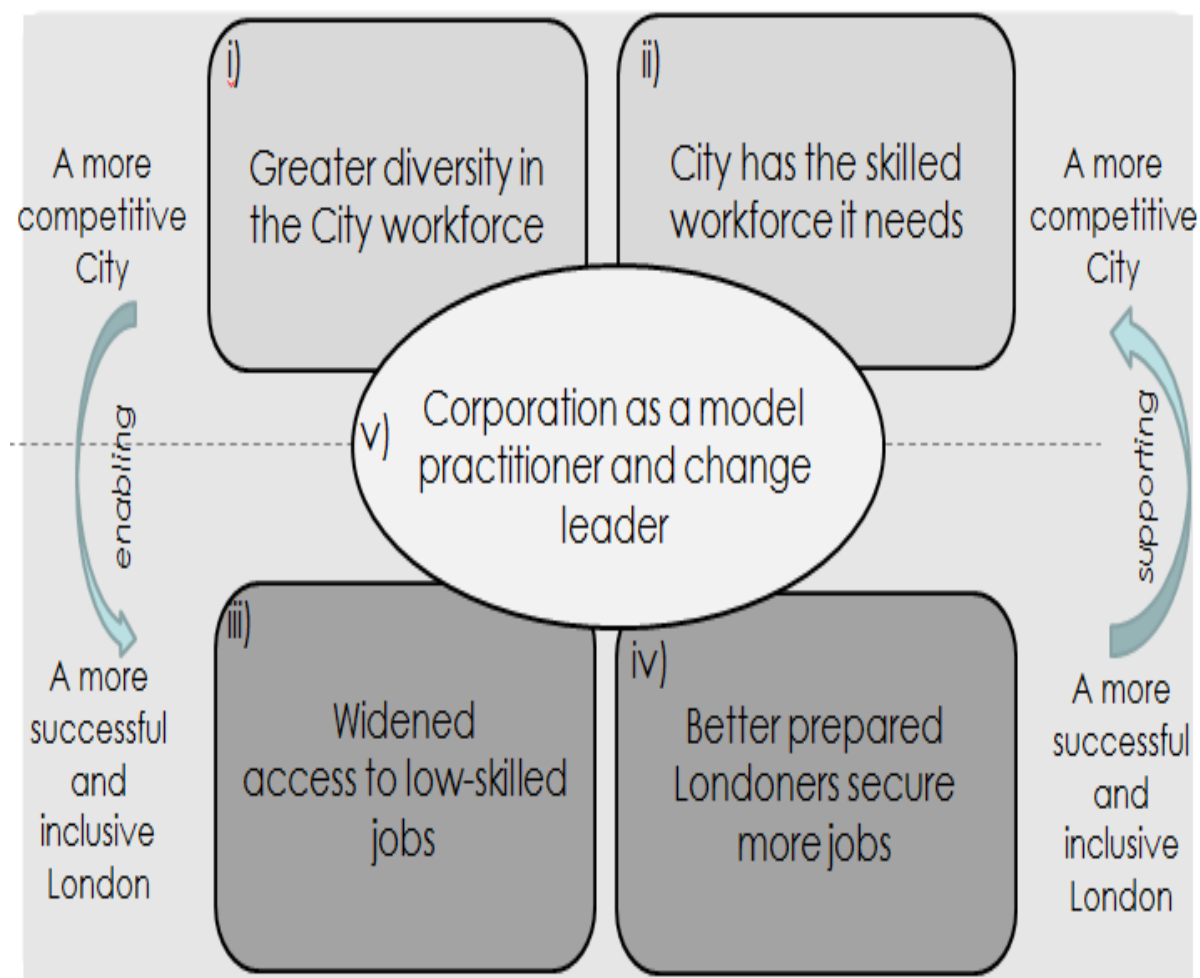 i)
Greater diversity in
the City workforce
ii)
City has the skilled
workforce it needs
A more
competitive
City
enabling
A more
successful
and
inclusive
London
v)
Corporation as a model
practitioner and change
leader
A more
competitive
City
supporting
A more
successful
and
inclusive
London
iii)
Widened
access to low-skilled
jobs
iv)
Better prepared
Londoners secure
more jobs